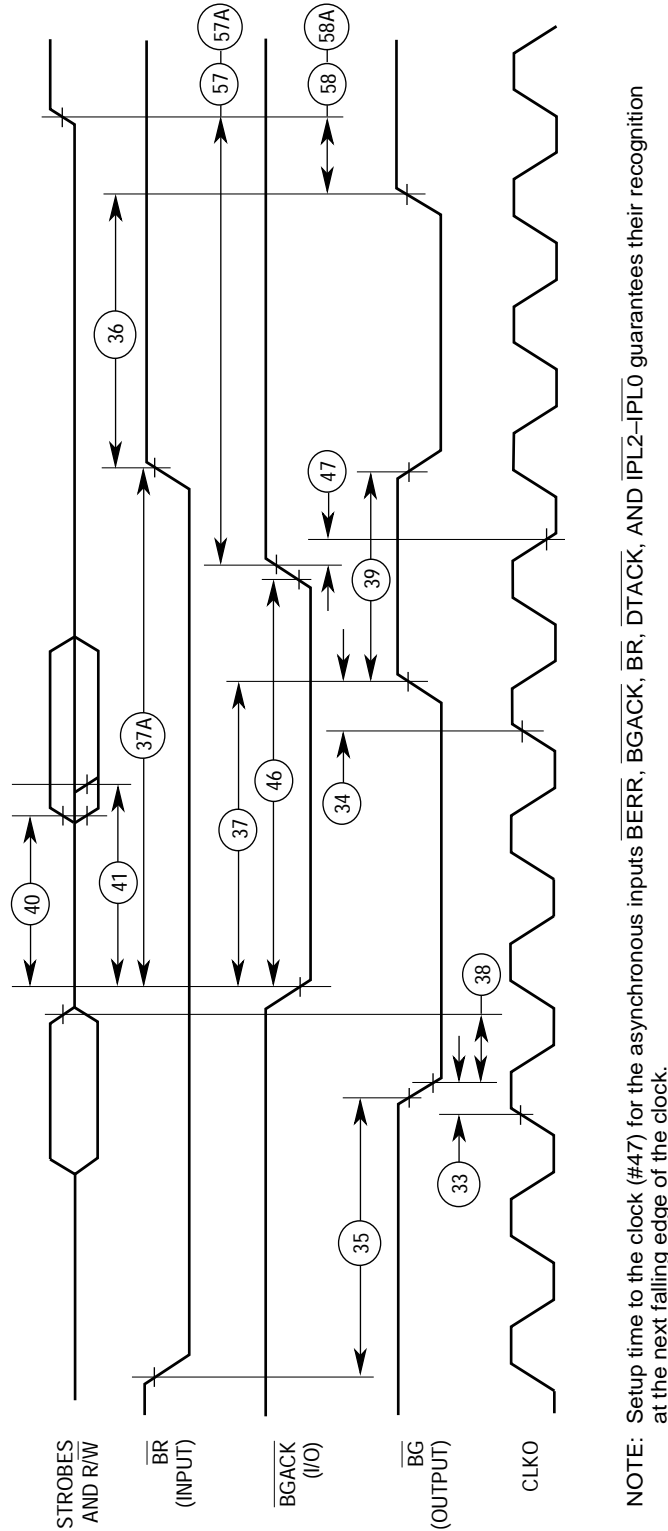 STROBES
AND R/W
BR
(INPUT)
BGACK
(I/O)
BG
(OUTPUT)
CLKO
40
41
37A
36
57
57A
37
46
47
58
58A
34
39
35
33
38
NOTE: Setup time to the clock (#47) for the asynchronous inputs BERR, BGACK, BR, DTACK, AND IPL2–IPL0 guarantees their recognition
at the next falling edge of the clock.